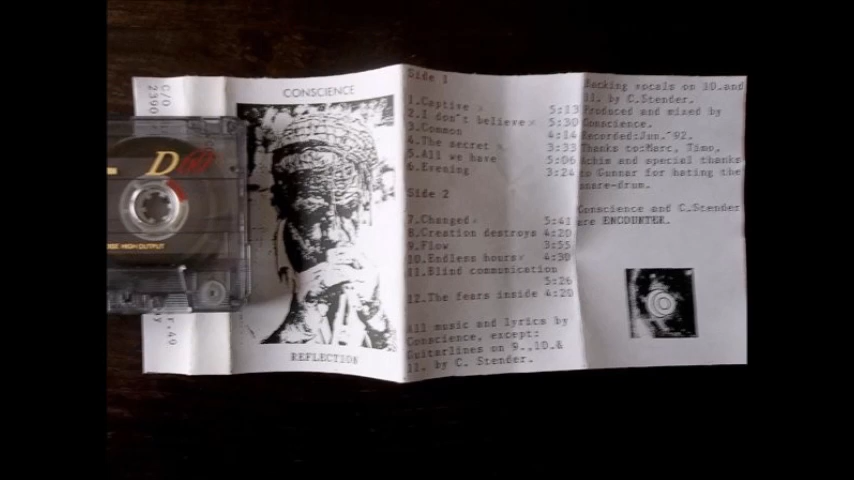 C/O
2390
D60
HIGH OUTPUT
CONSCIENCE
REFLECTION
Side 1
1.Captive
5:13
2.I don't believe
5:30
3.Common
4:14
4.The secret
3:33
5.All we have
5:06
6.Evening
3:24
Side 2
7.Changed
5:41
8.Creation destroys 4:20
9.Flow
3:55
10.Endless hours
4:30
11.Blind communication
5:26
12.The fears inside 4:20
All music and lyrics by
Conscience, except:
Guitarlines on 9.,10.&
11. by C. Stender.
Backing vocals on 10.and
11. by C.Stender.
Produced and mixed by
Conscience.
Recorded:Jun.'92.
Thanks to:Marc, Timo,
Achim and special thanks
to Gunnar for hating the
snare-drum.
Conscience and C.Stender
are ENCOUNTER.